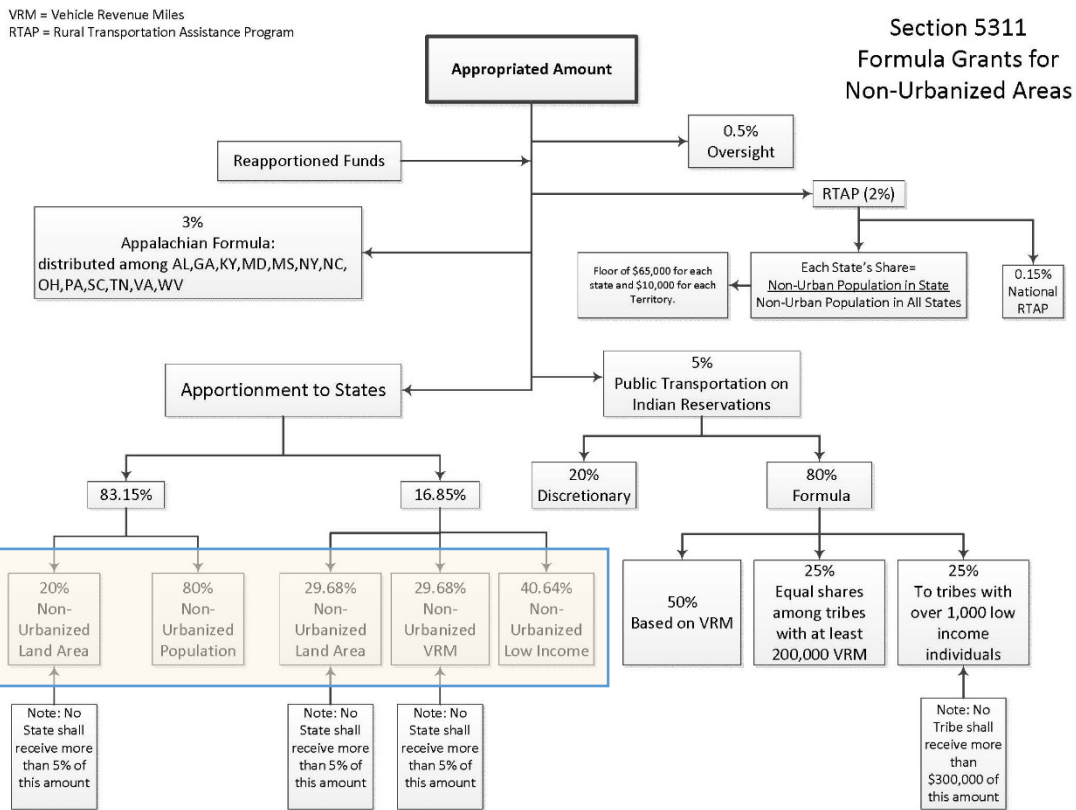 VRM = Vehicle Revenue Miles
RTAP = Rural Transportation Assistance Program
Section 5311
Formula Grants for
Non-Urbanized Areas
Appropriated Amount
0.5%
Oversight
Reapportioned Funds
RTAP (2%)
3%
Appalachian Formula:
distributed among AL,GA,KY,MD,MS,NY,NC,
OH,PA,SC,TN,VA,WV
Floor of $65,000 for each
state and $10,000 for each
Territory.
Each State's Share=
Non-Urban Population in State
Non-Urban Population in All States
0.15%
National
RTAP
Apportionment to States
5%
Public Transportation on
Indian Reservations
83.15%
16.85%
20%
Discretionary
80%
Formula
20%
Non-
Urbanized
Land Area
80%
Non-
Urbanized
Population
29.68%
Non-
Urbanized
Land Area
29.68%
Non-
Urbanized
VRM
40.64%
Non-
Urbanized
Low Income
50%
Based on VRM
25%
Equal shares
among tribes
with at least
200,000 VRM
25%
To tribes with
over 1,000 low
income
individuals
Note: No
State shall
receive more
than 5% of
this amount
Note: No
State shall
receive more
than 5% of
this amount
Note: No
State shall
receive more
than 5% of
this amount
Note: No
Tribe shall
receive more
than
$300,000 of
this amount